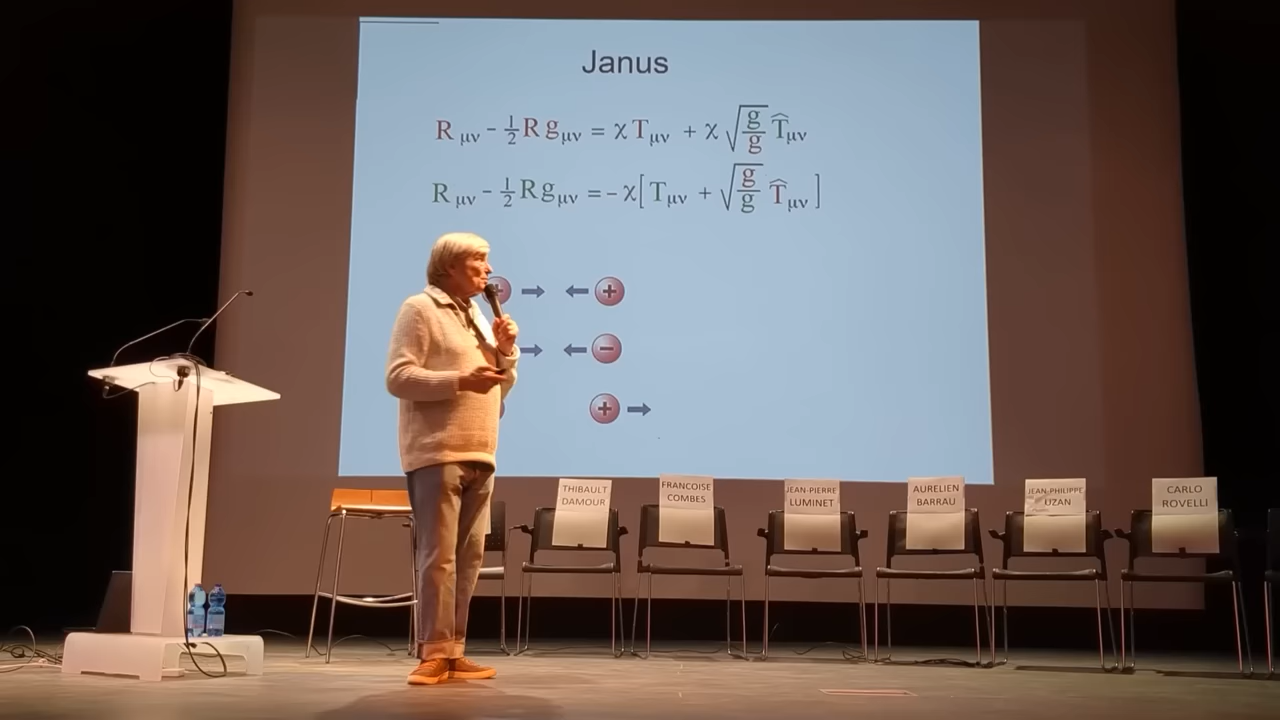 Janus
R μν - 1/2 R g μν = χ T μν + χ √(g/g) T̂ μν
R μν - 1/2 R g μν = - χ [ T μν + √(g/g) T̂ μν ]
+ → ← +
→ ← −
+ →
THIBAULT
DAMOUR
FRANCOISE
COMBES
JEAN-PIERRE
LUMINET
AURELIEN
BARRAU
JEAN-PHILIPPE
UZAN
CARLO
ROVELLI